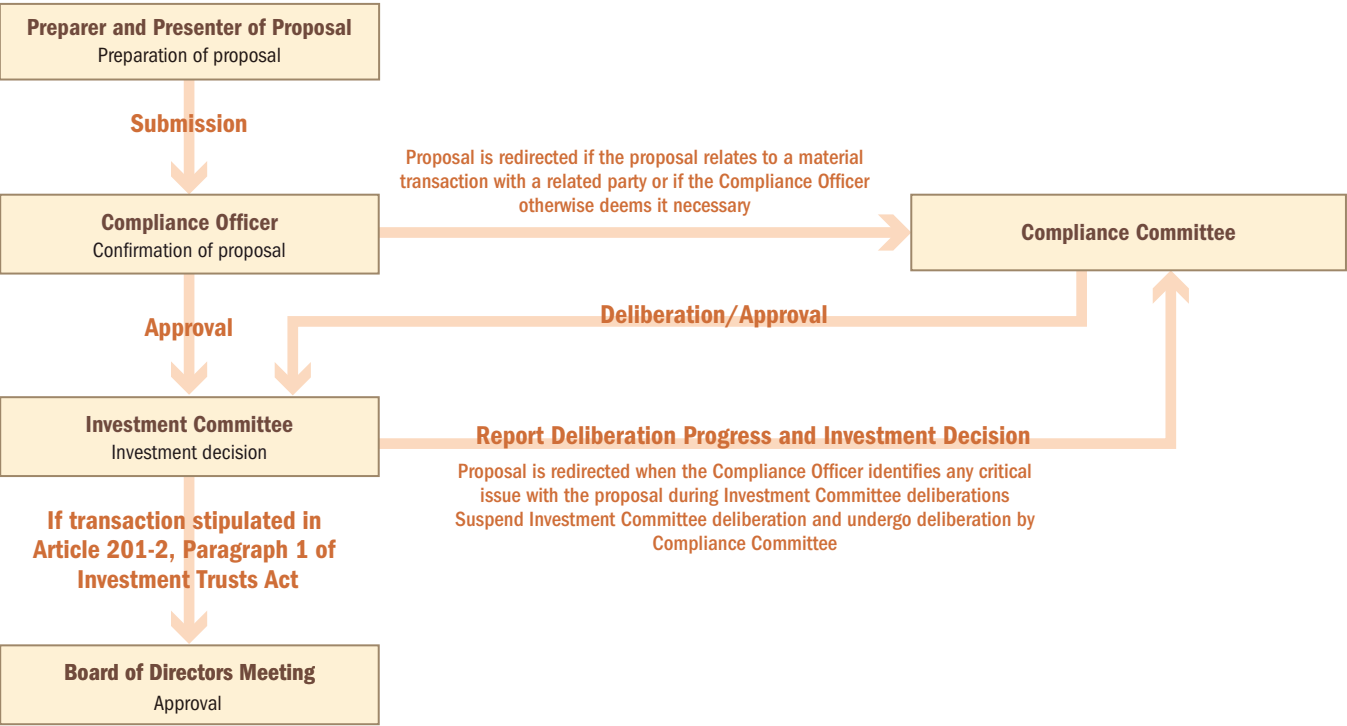 Preparer and Presenter of Proposal
Preparation of proposal
Submission
Proposal is redirected if the proposal relates to a material
transaction with a related party or if the Compliance Officer
otherwise deems it necessary
Compliance Officer
Confirmation of proposal
Compliance Committee
Approval
Deliberation/Approval
Investment Committee
Investment decision
Report Deliberation Progress and Investment Decision
Proposal is redirected when the Compliance Officer identifies any critical
issue with the proposal during Investment Committee deliberations
Suspend Investment Committee deliberation and undergo deliberation by
Compliance Committee
If transaction stipulated in
Article 201-2, Paragraph 1 of
Investment Trusts Act
Board of Directors Meeting
Approval